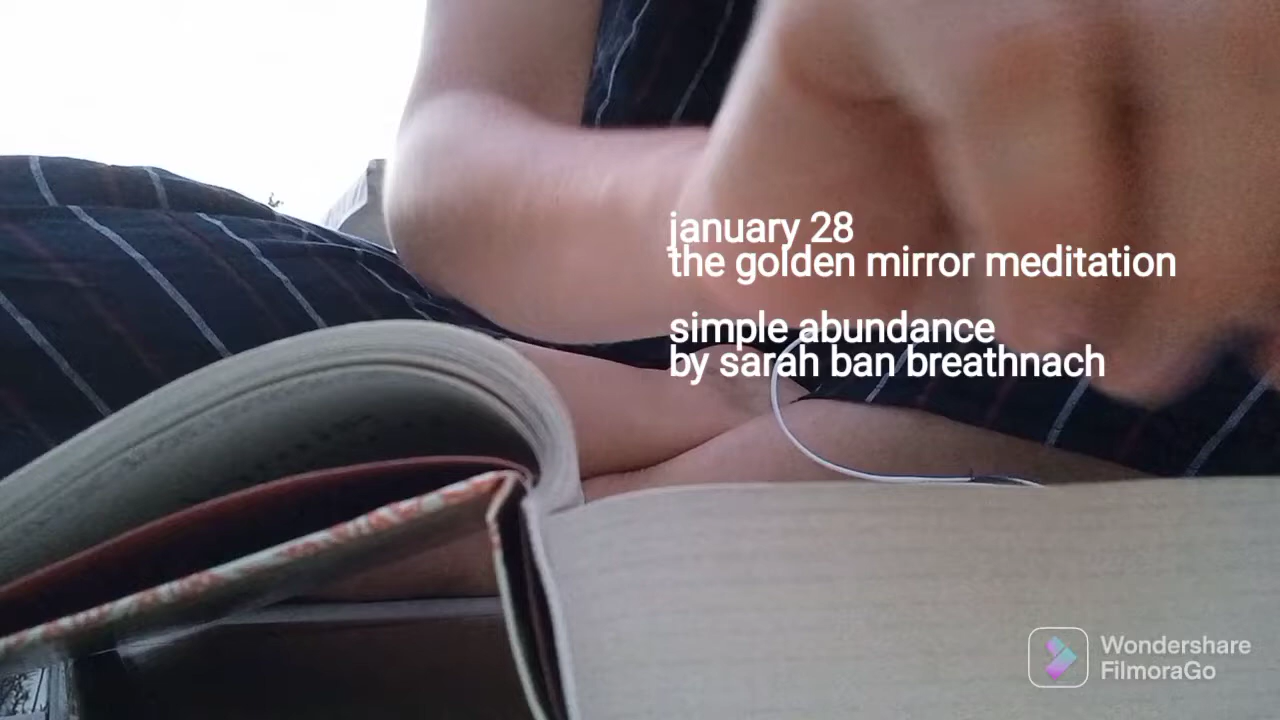 january 28
the golden mirror meditation
simple abundance
by sarah ban breathnach
Wondershare
FilmoraGo